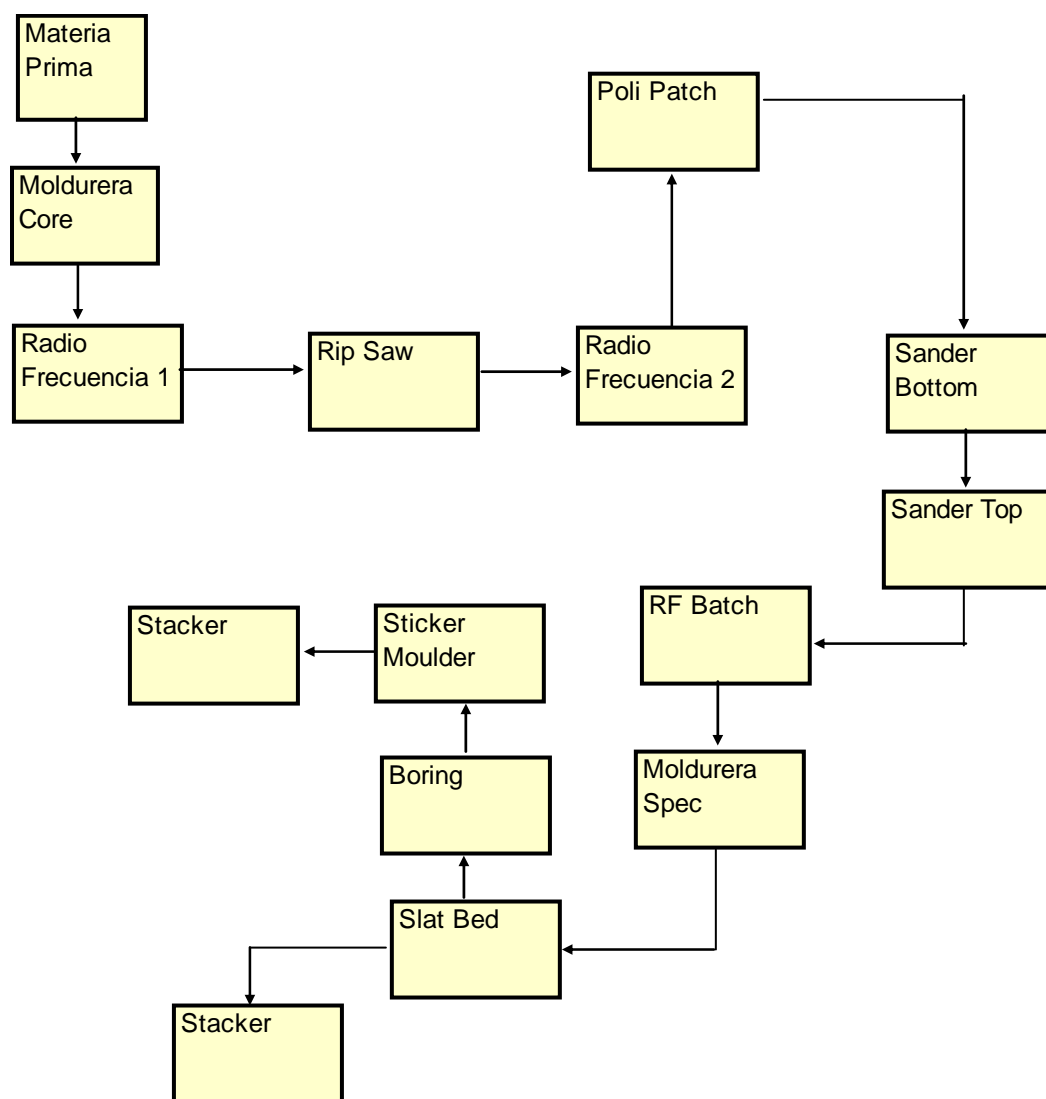 Materia
Prima
Moldurera
Core
Radio
Frecuencia 1
Rip Saw
Radio
Frecuencia 2
Poli Patch
Sander
Bottom
Sander Top
RF Batch
Moldurera
Spec
Slat Bed
Boring
Sticker
Moulder
Stacker
Stacker